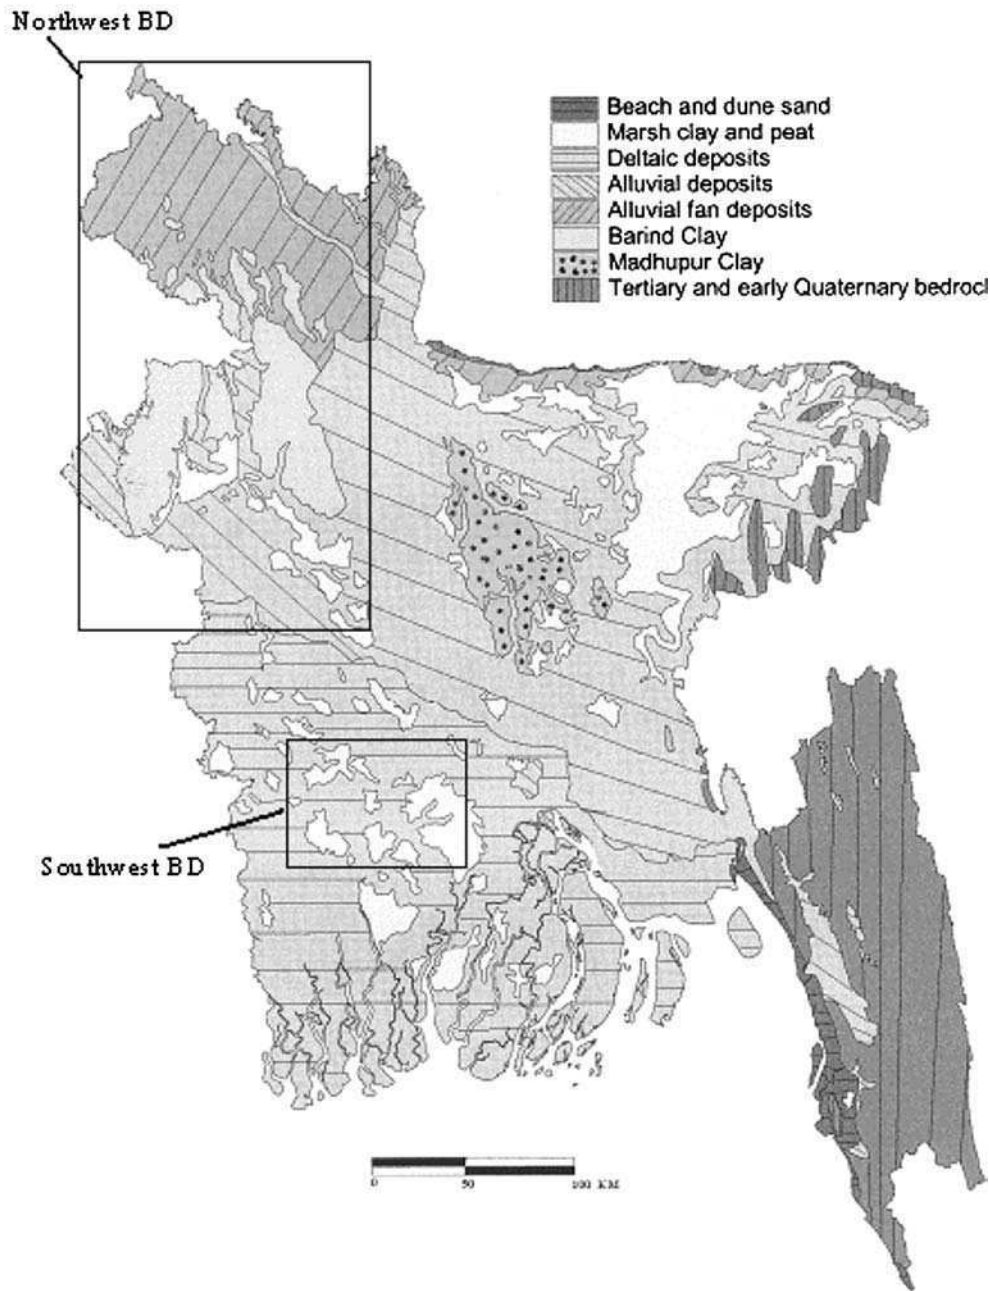 Northwest BD
Beach and dune sand
Marsh clay and peat
Deltaic deposits
Alluvial deposits
Alluvial fan deposits
Barind Clay
Madhupur Clay
Tertiary and early Quaternary bedrocl
Southwest BD
0 50 100 KM